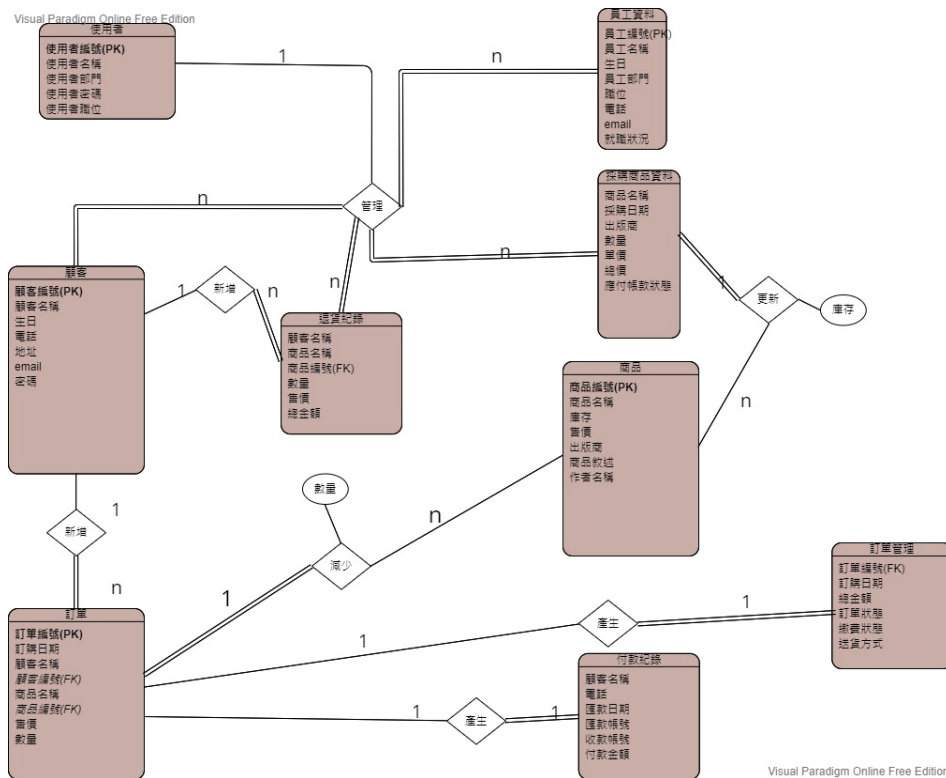 Visual Paradigm Online Free Edition
使用者
使用者編號(PK)
使用者名稱
使用者部門
使用者密碼
使用者職位
1
n
員工資料
員工編號(PK)
員工名稱
生日
員工部門
職位
電話
email
就職狀況
管理
n
n
n
採購商品資料
商品名稱
採購日期
出版商
數量
單價
總價
應付帳款狀態
1
更新
庫存
n
顧客
顧客編號(PK)
顧客名稱
生日
電話
地址
email
密碼
1
新增
n
退貨紀錄
顧客名稱
商品名稱
商品編號(FK)
數量
售價
總金額
商品
商品編號(PK)
商品名稱
庫存
售價
出版商
商品敘述
作者名稱
數量
n
減少
1
1
新增
n
訂單
訂單編號(PK)
訂購日期
顧客名稱
顧客編號(FK)
商品名稱
商品編號(FK)
售價
數量
1
產生
1
訂單管理
訂單編號(FK)
訂購日期
總金額
訂單狀態
繳費狀態
送貨方式
1
產生
1
付款紀錄
顧客名稱
電話
匯款日期
匯款帳號
收款帳號
付款金額
Visual Paradigm Online Free Edition